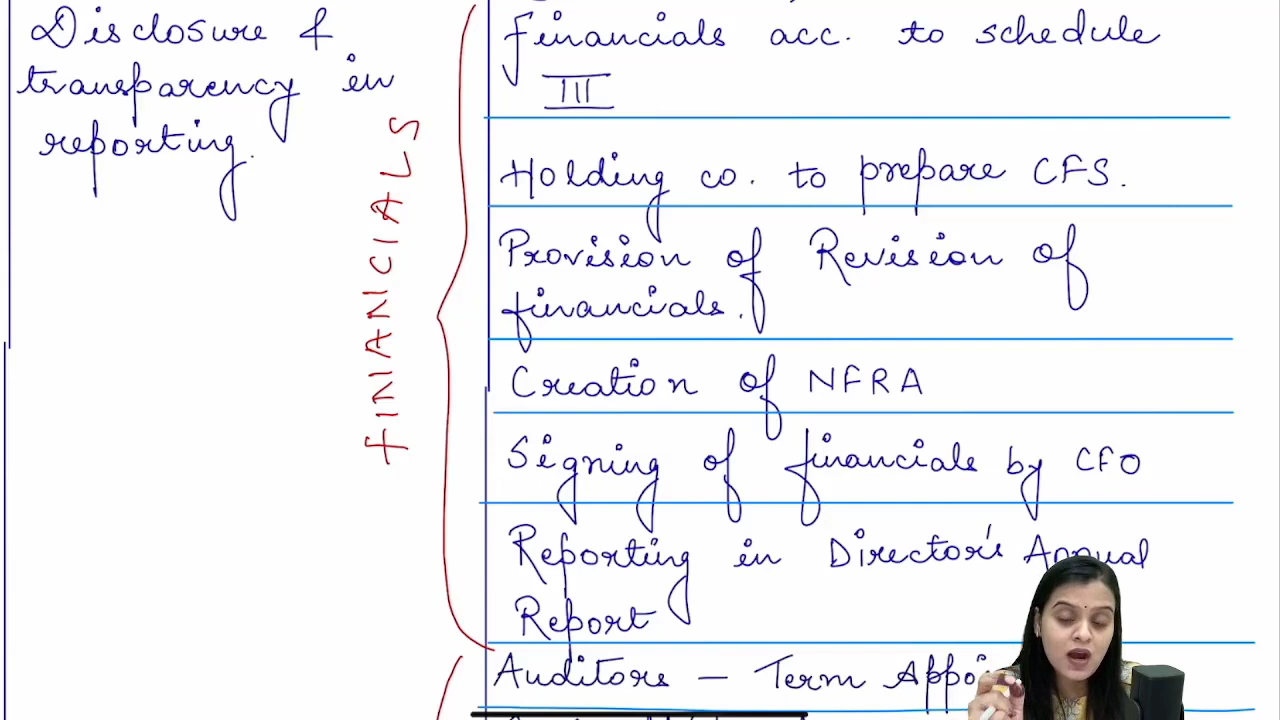 Disclosure &
transparency in
reporting.
FINANCIALS
Financials acc. to schedule
III
Holding co. to prepare CFS.
Provision of Revision of
financials.
Creation of NFRA
Signing of financials by CFO
Reporting in Director's Annual
Report
Auditors – Term